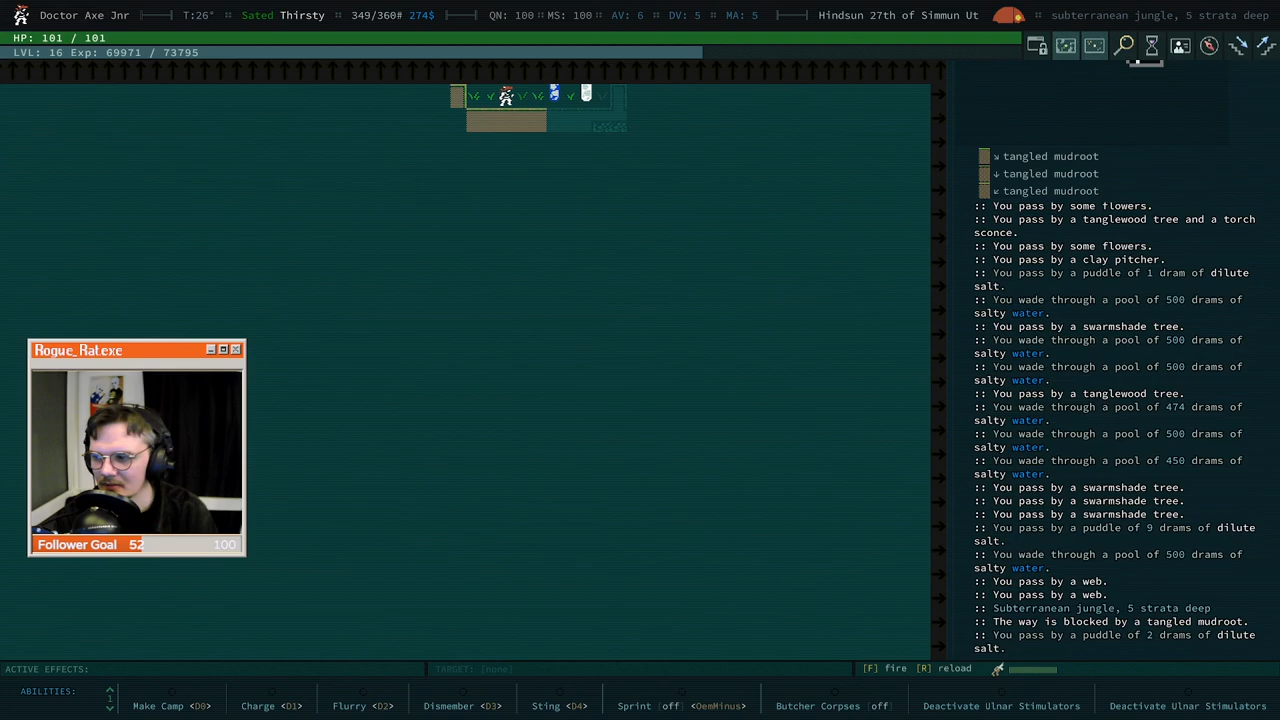 Doctor Axe Jnr T:26° :: Sated Thirsty :: 349/360# 274$ QN: 100 :: MS: 100 :: AV: 6 :: DV: 5 :: MA: 5 Hindsun 27th of Simmun Ut :: subterranean jungle, 5 strata deep
HP: 101 / 101
LVL: 16 Exp: 69971 / 73795
tangled mudroot
tangled mudroot
tangled mudroot
:: You pass by some flowers.
:: You pass by a tanglewood tree and a torch
sconce.
:: You pass by some flowers.
:: You pass by a clay pitcher.
:: You pass by a puddle of 1 dram of dilute
salt.
:: You wade through a pool of 500 drams of
salty water.
:: You pass by a swarmshade tree.
:: You wade through a pool of 500 drams of
salty water.
:: You wade through a pool of 500 drams of
salty water.
:: You pass by a tanglewood tree.
:: You wade through a pool of 474 drams of
salty water.
:: You wade through a pool of 500 drams of
salty water.
:: You wade through a pool of 450 drams of
salty water.
:: You pass by a swarmshade tree.
:: You pass by a swarmshade tree.
:: You pass by a swarmshade tree.
:: You pass by a puddle of 9 drams of dilute
salt.
:: You wade through a pool of 500 drams of
salty water.
:: You pass by a web.
:: You pass by a web.
:: Subterranean jungle, 5 strata deep
:: The way is blocked by a tangled mudroot.
:: You pass by a puddle of 2 drams of dilute
salt.
Rogue_Rat.exe
Follower Goal 52 100
ACTIVE EFFECTS: TARGET: [none] [F] fire [R] reload
ABILITIES: 1 Make Camp <D0> Charge <D1> Flurry <D2> Dismember <D3> Sting <D4> Sprint [off] <OemMinus> Butcher Corpses [off] Deactivate Ulnar Stimulators Deactivate Ulnar Stimulators